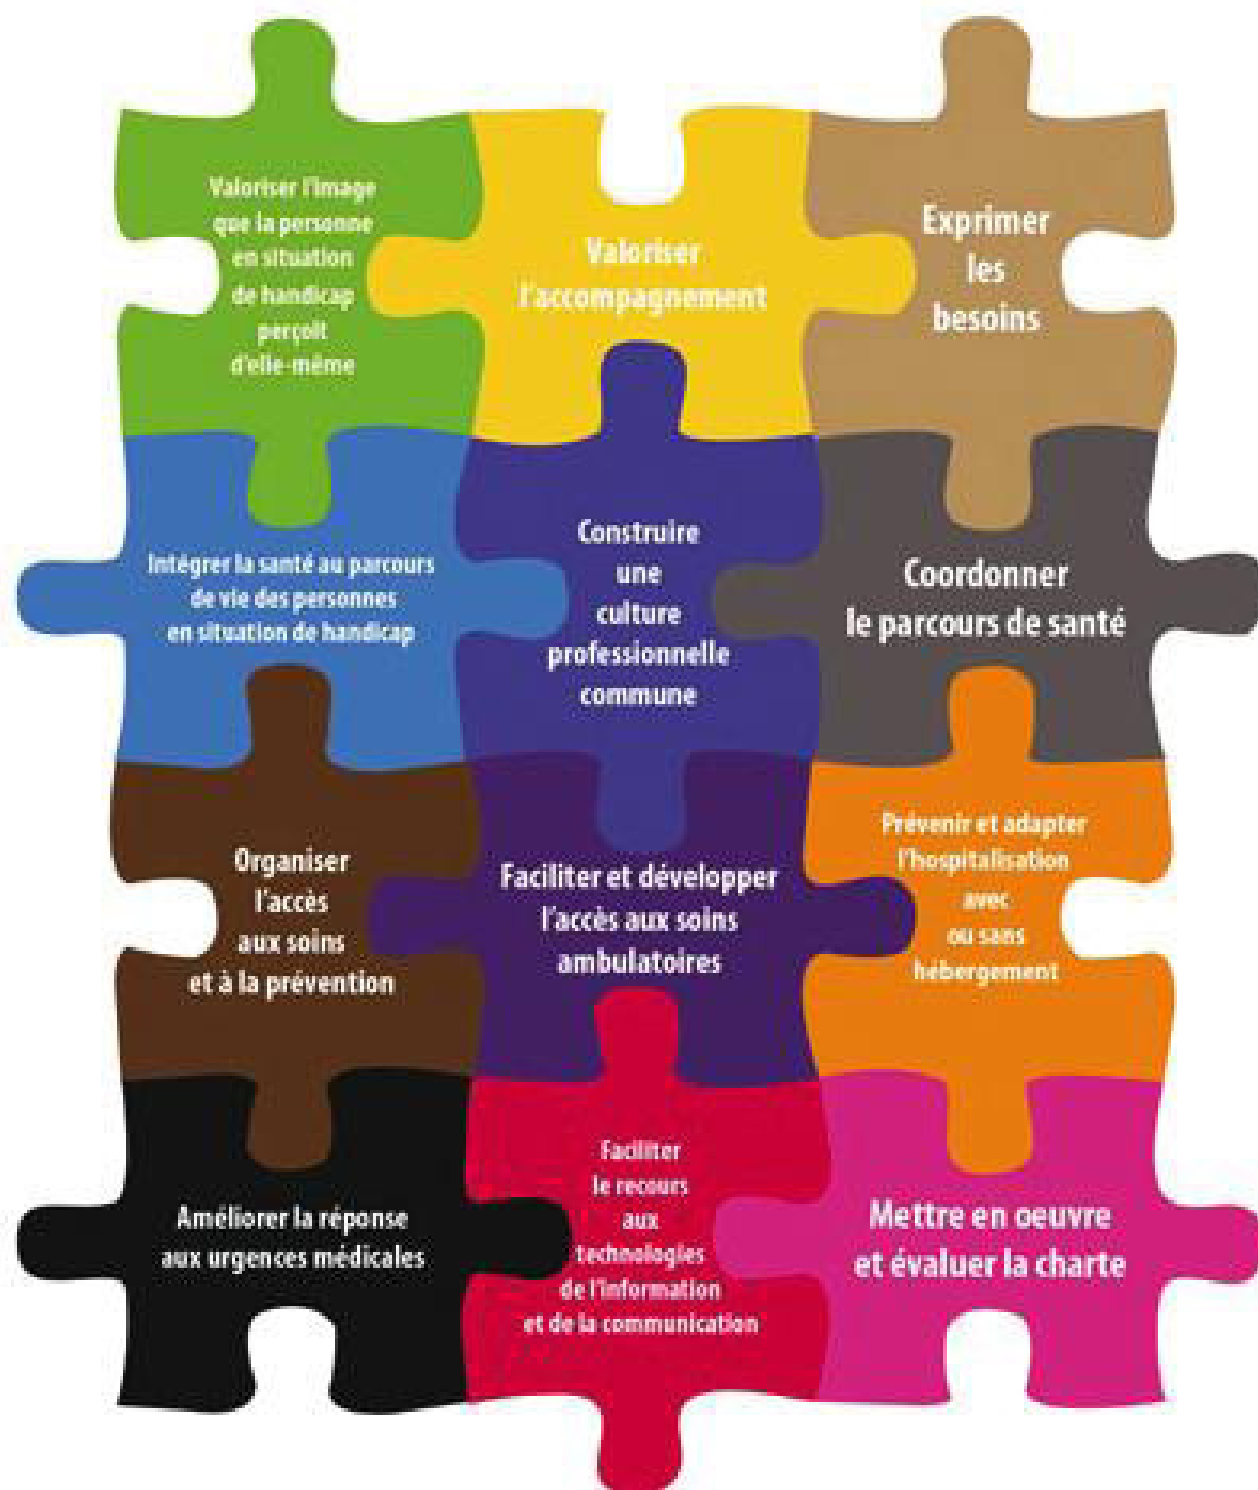 Valoriser l'image
que la personne
en situation
de handicap
perçoit
d'elle-même
Valoriser
l'accompagnement
Exprimer
les
besoins
Intégrer la santé au parcours
de vie des personnes
en situation de handicap
Construire
une
culture
professionnelle
commune
Coordonner
le parcours de santé
Organiser
l'accès
aux soins
et à la prévention
Faciliter et développer
l'accès aux soins
ambulatoires
Prévenir et adapter
l'hospitalisation
avec
ou sans
hébergement
Améliorer la réponse
aux urgences médicales
Faciliter
le recours
aux
technologies
de l'information
et de la communication
Mettre en oeuvre
et évaluer la charte